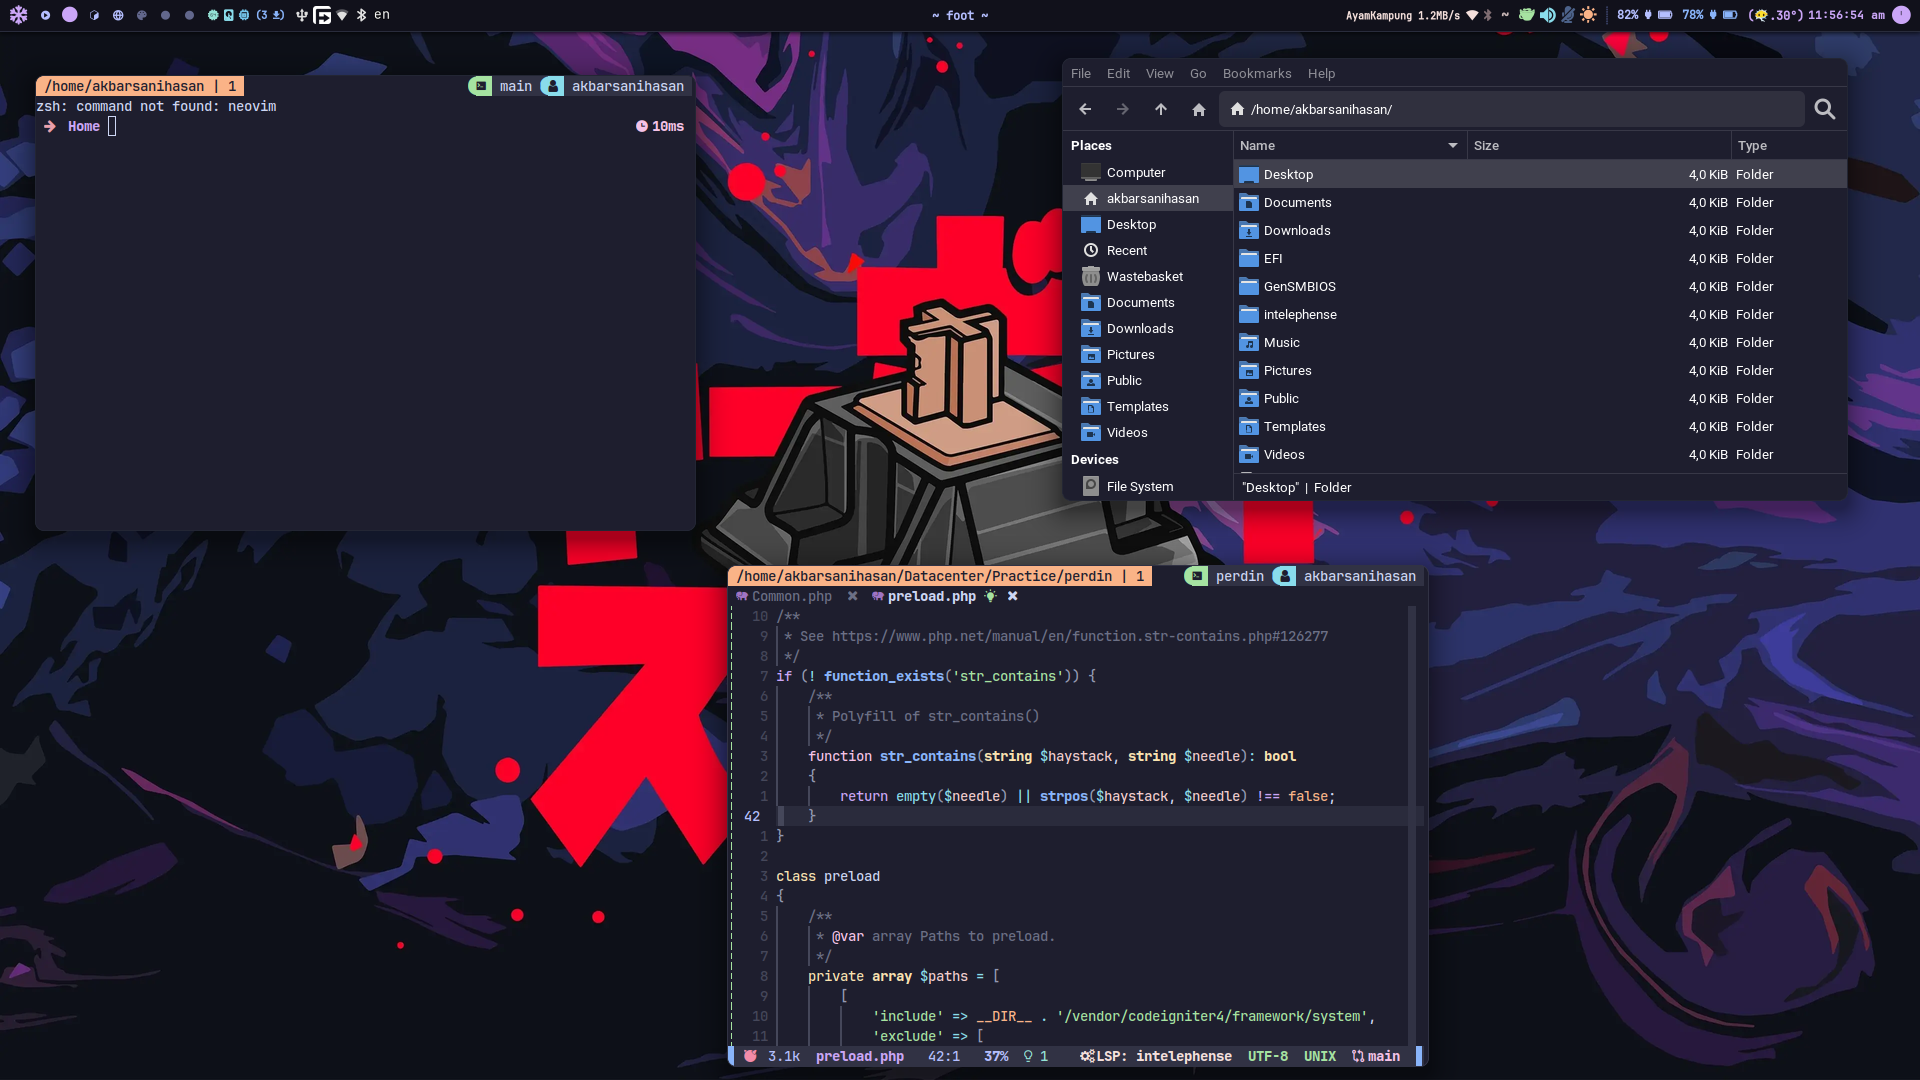 (3 ) en
~ foot ~
AyamKampung 1.2MB/s ~ 82% 78% ( .30°) 11:56:54 am
/home/akbarsanihasan | 1
main akbarsanihasan
zsh: command not found: neovim
Home
10ms
File Edit View Go Bookmarks Help
/home/akbarsanihasan/
Places
Computer
akbarsanihasan
Desktop
Recent
Wastebasket
Documents
Downloads
Pictures
Public
Templates
Videos
Devices
File System
Name Size Type
Desktop 4,0 KiB Folder
Documents 4,0 KiB Folder
Downloads 4,0 KiB Folder
EFI 4,0 KiB Folder
GenSMBIOS 4,0 KiB Folder
intelephense 4,0 KiB Folder
Music 4,0 KiB Folder
Pictures 4,0 KiB Folder
Public 4,0 KiB Folder
Templates 4,0 KiB Folder
Videos 4,0 KiB Folder
"Desktop" | Folder
/home/akbarsanihasan/Datacenter/Practice/perdin | 1
perdin akbarsanihasan
Common.php preload.php
10 /**
9 * See https://www.php.net/manual/en/function.str-contains.php#126277
8 */
7 if (! function_exists('str_contains')) {
6 /**
5 * Polyfill of str_contains()
4 */
3 function str_contains(string $haystack, string $needle): bool
2 {
1 return empty($needle) || strpos($haystack, $needle) !== false;
42 }
1 }
2
3 class preload
4 {
5 /**
6 * @var array Paths to preload.
7 */
8 private array $paths = [
9 [
10 'include' => __DIR__ . '/vendor/codeigniter4/framework/system',
11 'exclude' => [
3.1k preload.php 42:1 37% 1 LSP: intelephense UTF-8 UNIX main